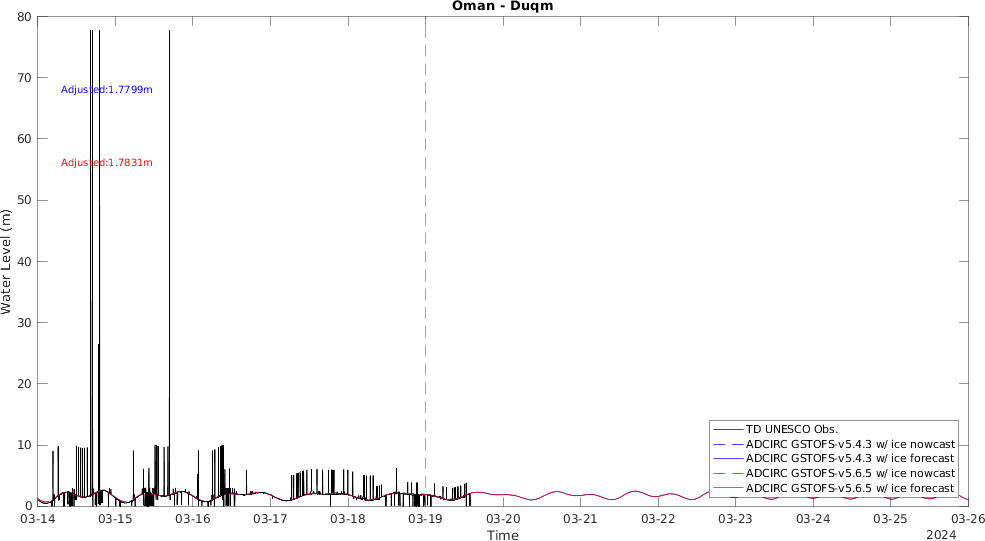 Oman - Duqm
80
70
60
50
40
30
20
10
0
Water Level (m)
Adjusted:1.7799m
Adjusted:1.7831m
TD UNESCO Obs.
ADCIRC GSTOFS-v5.4.3 w/ ice nowcast
ADCIRC GSTOFS-v5.4.3 w/ ice forecast
ADCIRC GSTOFS-v5.6.5 w/ ice nowcast
ADCIRC GSTOFS-v5.6.5 w/ ice forecast
03-14 03-15 03-16 03-17 03-18 03-19 03-20 03-21 03-22 03-23 03-24 03-25 03-26
Time
2024